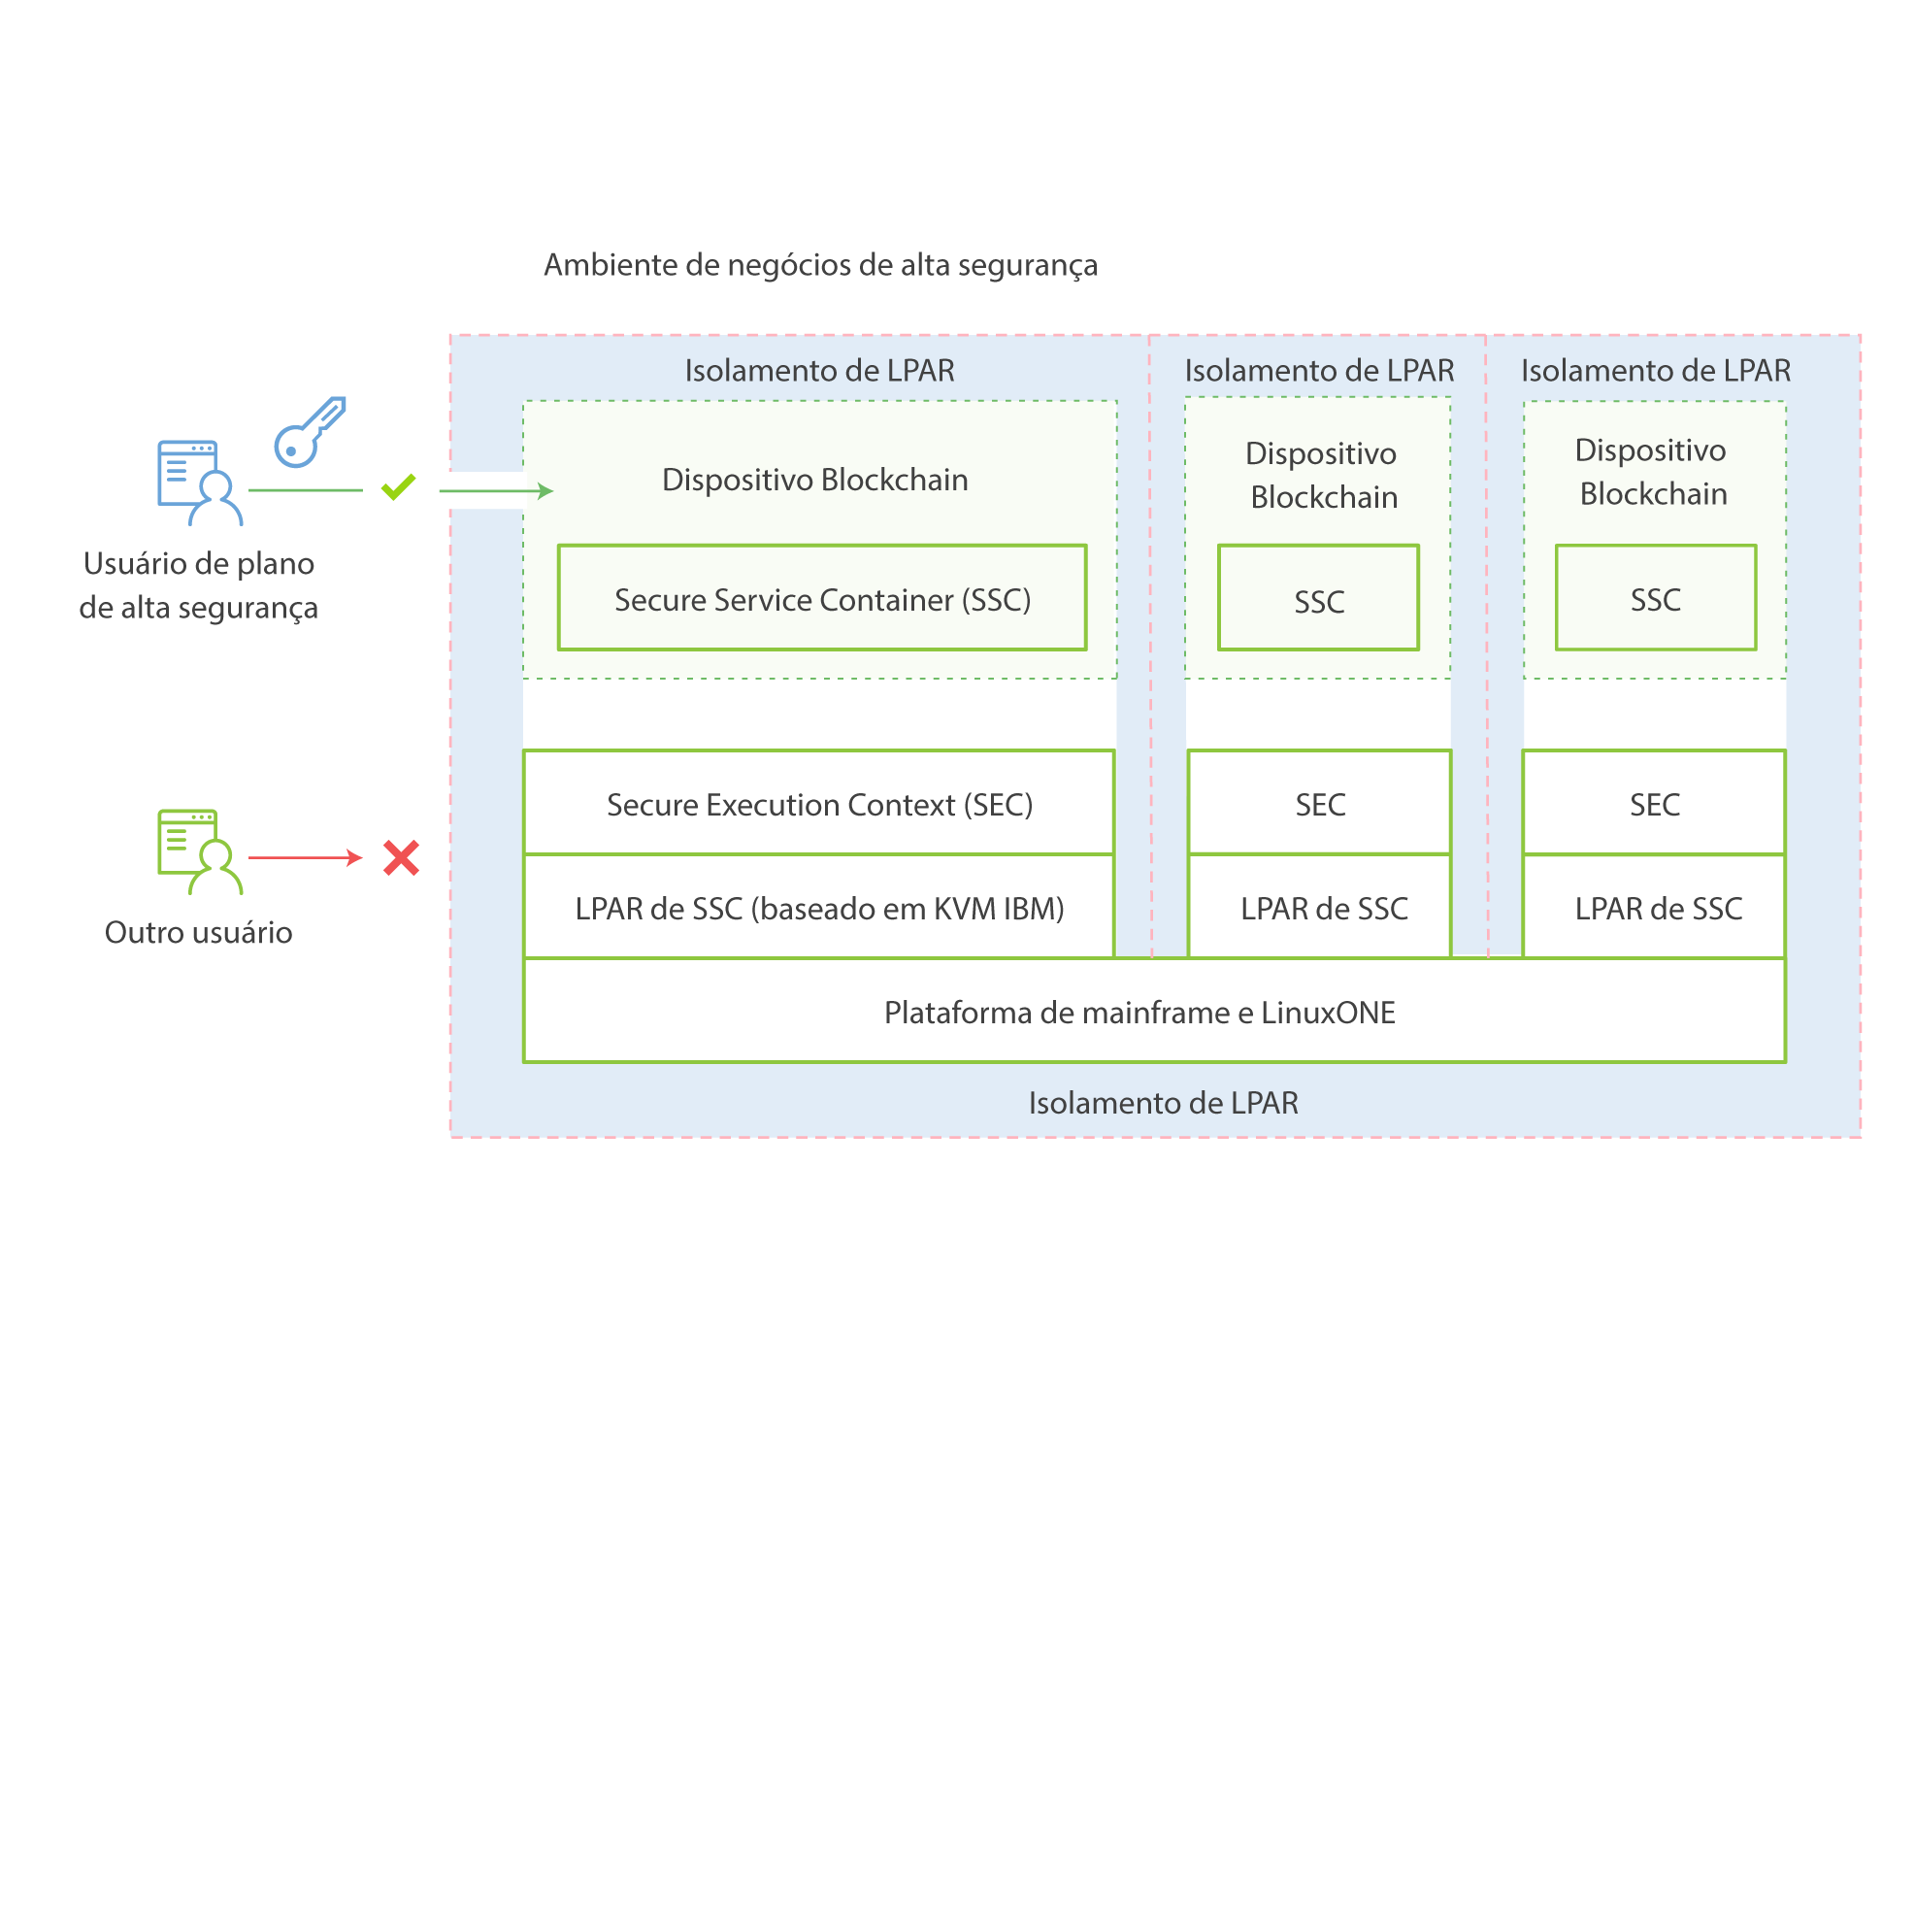 Ambiente de negócios de alta segurança
Isolamento de LPAR
Isolamento de LPAR
Isolamento de LPAR
Dispositivo Blockchain
Dispositivo
Blockchain
Dispositivo
Blockchain
Usuário de plano
de alta segurança
Secure Service Container (SSC)
SSC
SSC
Secure Execution Context (SEC)
SEC
SEC
Outro usuário
LPAR de SSC (baseado em KVM IBM)
LPAR de SSC
LPAR de SSC
Plataforma de mainframe e LinuxONE
Isolamento de LPAR